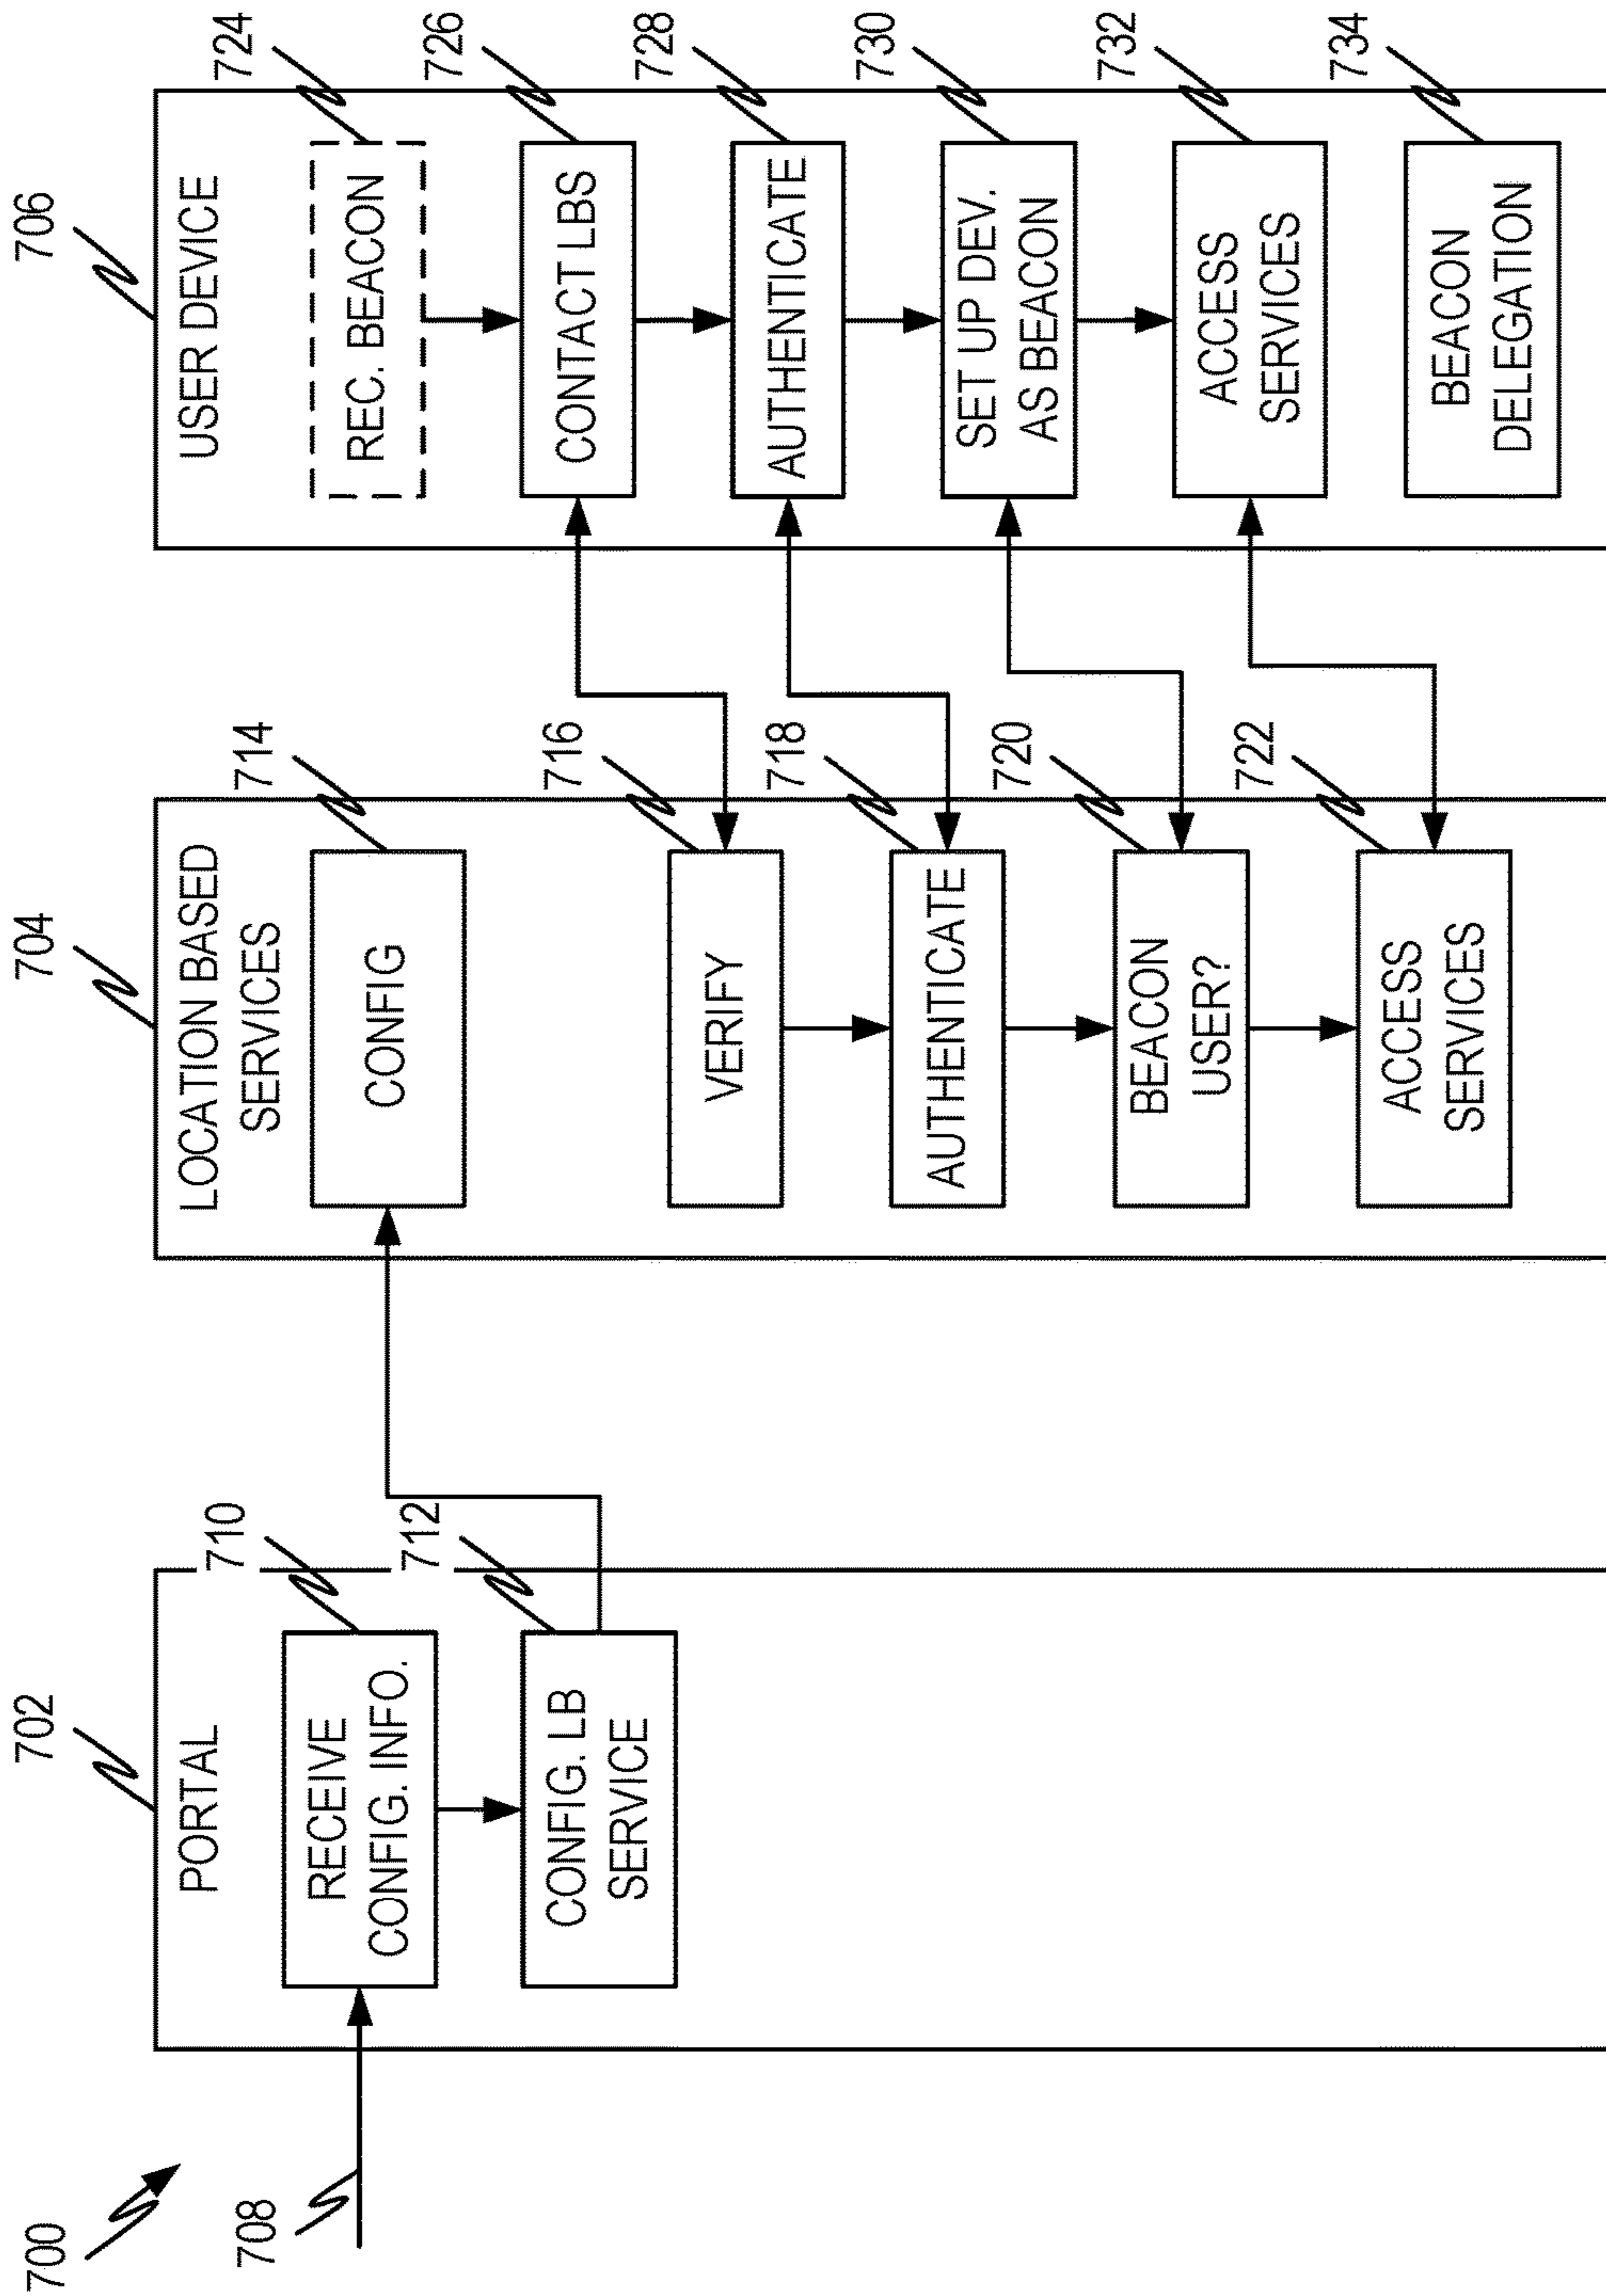 700
702
PORTAL
708
710
RECEIVE
CONFIG. INFO.
712
CONFIG. LB
SERVICE
704
LOCATION BASED
SERVICES
714
CONFIG
716
VERIFY
718
AUTHENTICATE
720
BEACON
USER?
722
ACCESS
SERVICES
706
USER DEVICE
724
REC. BEACON
726
CONTACT LBS
728
AUTHENTICATE
730
SET UP DEV.
AS BEACON
732
ACCESS
SERVICES
734
BEACON
DELEGATION